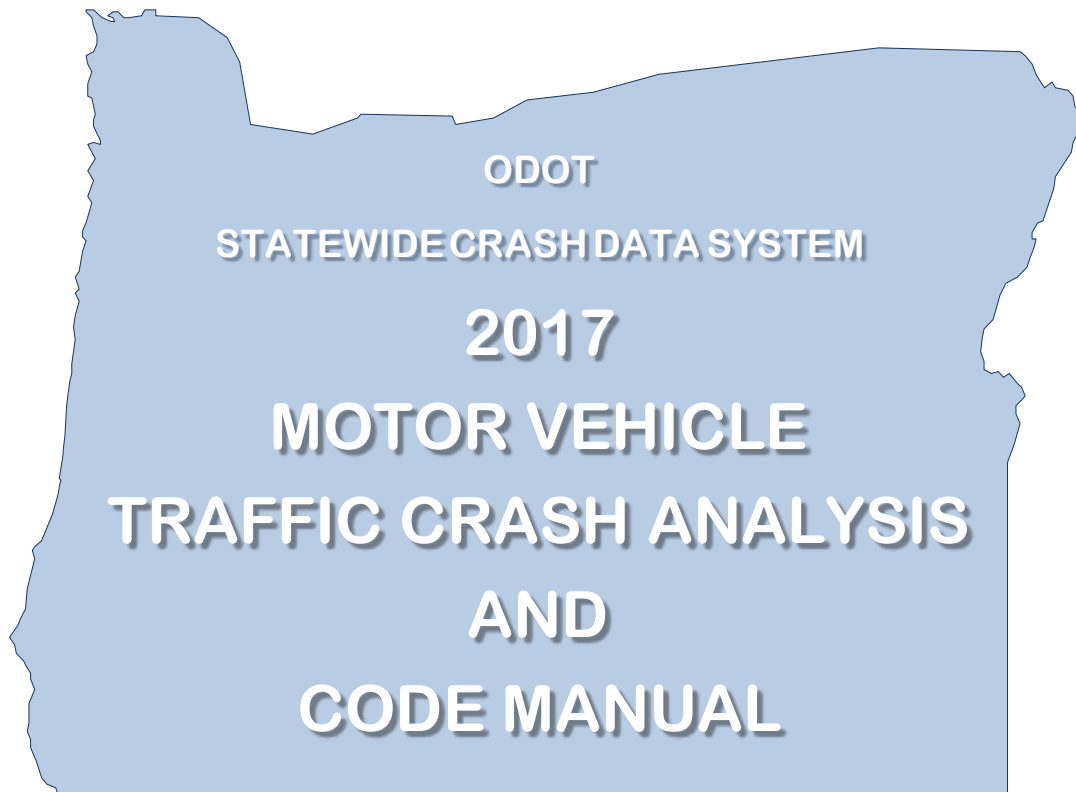 ODOT
STATEWIDE CRASH DATA SYSTEM
2017
MOTOR VEHICLE
TRAFFIC CRASH ANALYSIS
AND
CODE MANUAL